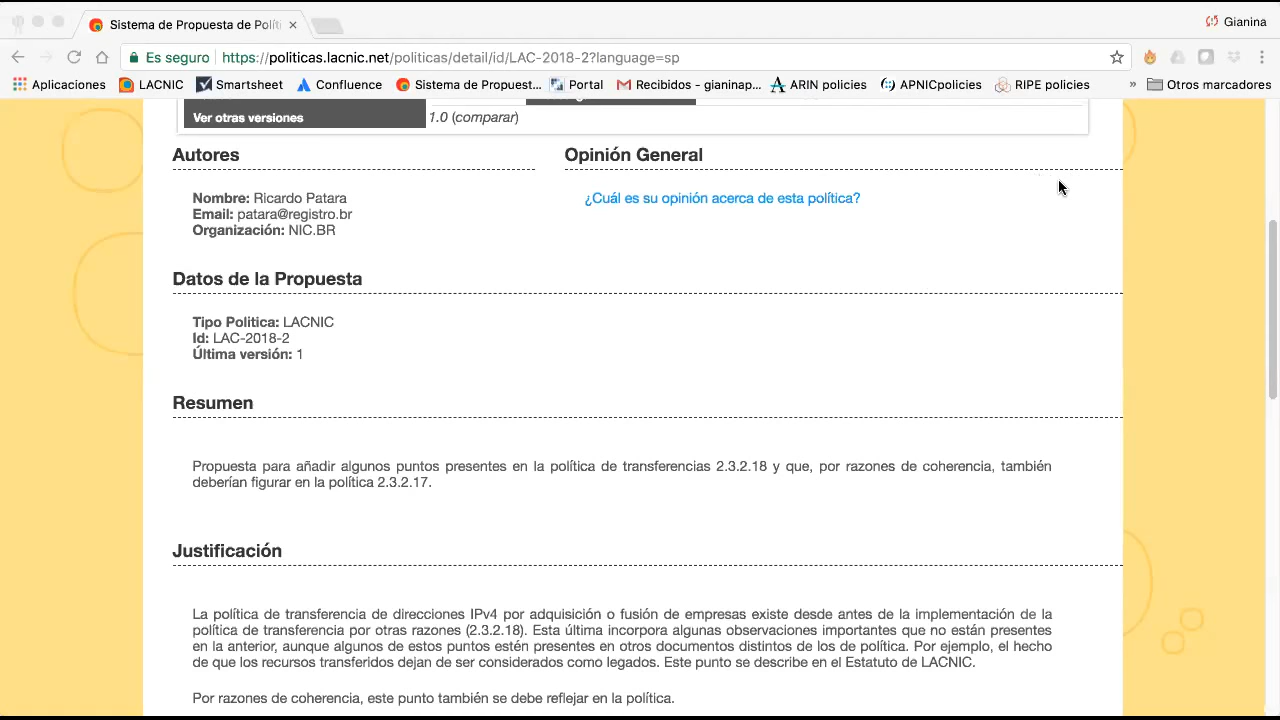 Sistema de Propuesta de Políti
Gianina
Es seguro https://politicas.lacnic.net/politicas/detail/id/LAC-2018-2?language=sp
Aplicaciones LACNIC Smartsheet Confluence Sistema de Propuest... Portal Recibidos - gianinap... ARIN policies APNICpolicies RIPE policies » Otros marcadores
Ver otras versiones 1.0 (comparar)
Autores
Nombre: Ricardo Patara
Email: patara@registro.br
Organización: NIC.BR
Opinión General
¿Cuál es su opinión acerca de esta política?
Datos de la Propuesta
Tipo Politica: LACNIC
Id: LAC-2018-2
Última versión: 1
Resumen
Propuesta para añadir algunos puntos presentes en la política de transferencias 2.3.2.18 y que, por razones de coherencia, también
deberían figurar en la política 2.3.2.17.
Justificación
La política de transferencia de direcciones IPv4 por adquisición o fusión de empresas existe desde antes de la implementación de la
política de transferencia por otras razones (2.3.2.18). Esta última incorpora algunas observaciones importantes que no están presentes
en la anterior, aunque algunos de estos puntos estén presentes en otros documentos distintos de los de política. Por ejemplo, el hecho
de que los recursos transferidos dejan de ser considerados como legados. Este punto se describe en el Estatuto de LACNIC.
Por razones de coherencia, este punto también se debe reflejar en la política.